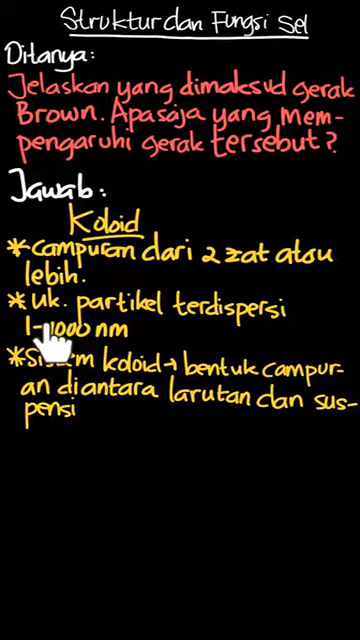 Struktur dan Fungsi Sel
Ditanya:
Jelaskan yang dimaksud gerak
Brown. Apa saja yang mem-
pengaruhi gerak tersebut?
Jawab:
Koloid
*campuran dari 2 zat atau
lebih.
*uk. partikel terdispersi
1-1000 nm
*Sistem koloid → bentuk campur-
an diantara larutan dan sus-
pensi